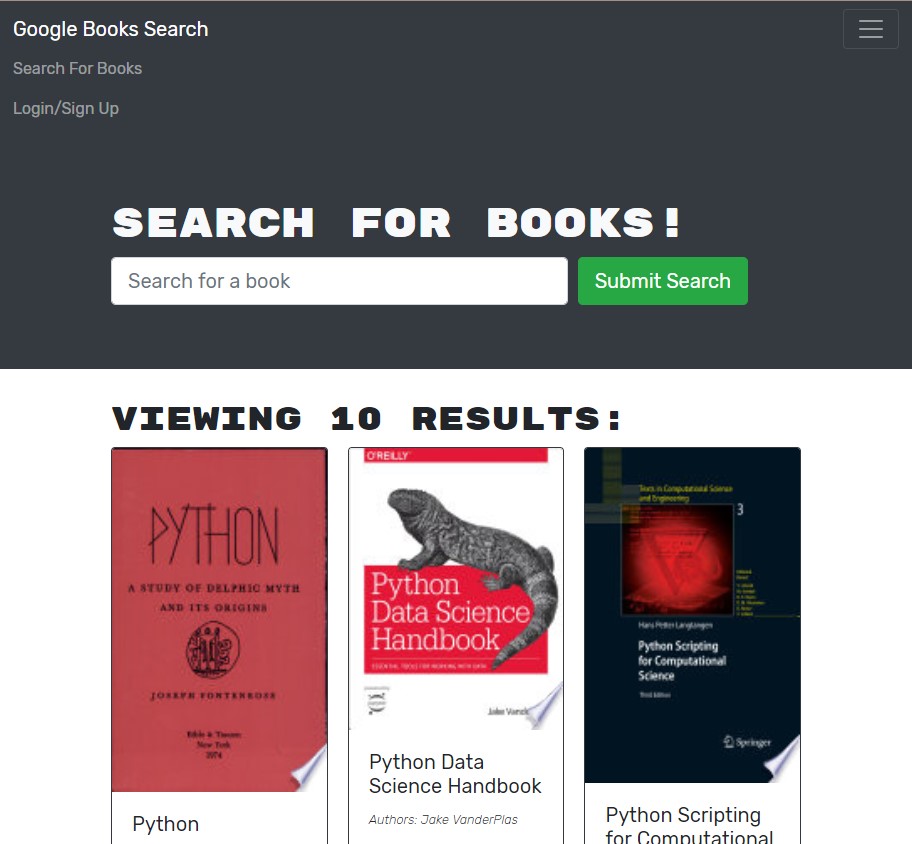 Google Books Search
Search For Books
Login/Sign Up
SEARCH FOR BOOKS!
Search for a book
Submit Search
VIEWING 10 RESULTS:
PYTHON
A STUDY OF DELPHIC MYTH
AND ITS ORIGINS
JOSEPH FONTENROSE
Biblo & Tannen
New York
1974
Python
O'REILLY
Python
Data Science
Handbook
ESSENTIAL TOOLS FOR WORKING WITH DATA
Python Data
Science Handbook
Authors: Jake VanderPlas
Texts in Computational Science
and Engineering
3
Hans Petter Langtangen
Python Scripting
for Computational
Science
Third Edition
Springer
Python Scripting
for Computational